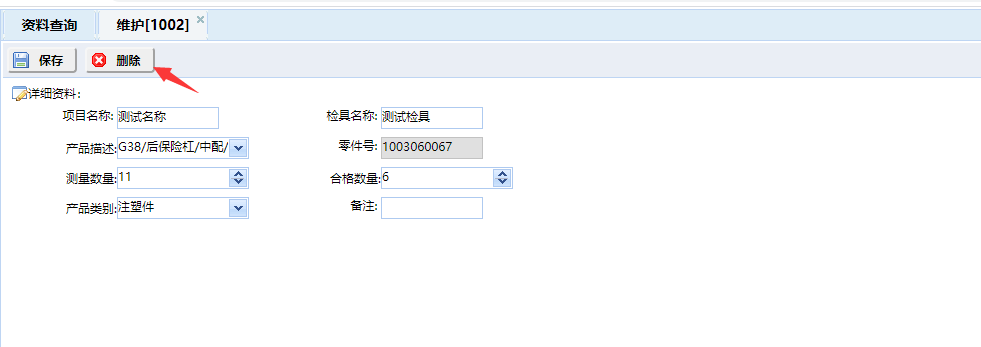 资料查询 维护[1002]
保存 删除
详细资料:
项目名称: 测试名称 检具名称: 测试检具
产品描述: G38/后保险杠/中配/ 零件号: 1003060067
测量数量: 11 合格数量: 6
产品类别: 注塑件 备注: